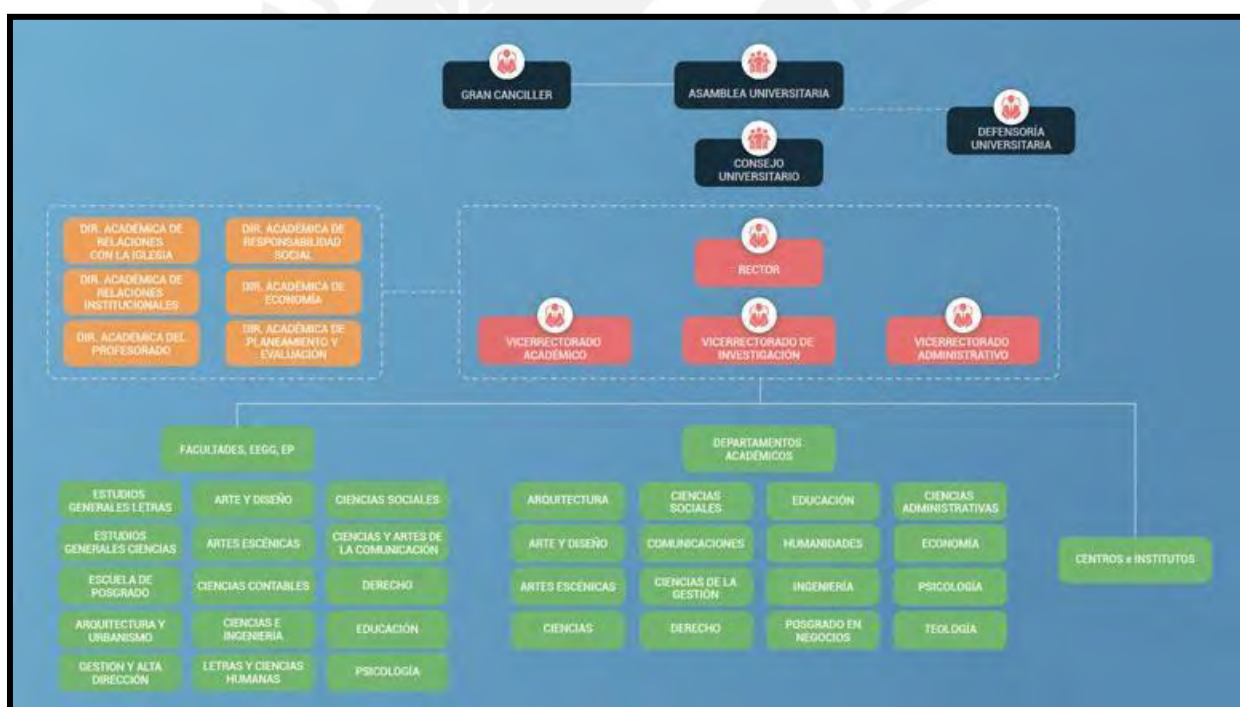 GRAN CANCILLER
ASAMBLEA UNIVERSITARIA
DEFENSORÍA
UNIVERSITARIA
CONSEJO
UNIVERSITARIO
DIR. ACADÉMICA DE
RELACIONES
CON LA IGLESIA
DIR. ACADÉMICA DE
RESPONSABILIDAD
SOCIAL
DIR. ACADÉMICA DE
RELACIONES
INSTITUCIONALES
DIR. ACADÉMICA DE
ECONOMÍA
DIR. ACADÉMICA DEL
PROFESORADO
DIR. ACADÉMICA DE
PLANEAMIENTO Y
EVALUACIÓN
RECTOR
VICERRECTORADO
ACADÉMICO
VICERRECTORADO DE
INVESTIGACIÓN
VICERRECTORADO
ADMINISTRATIVO
FACULTADES, EEGG, EP
ESTUDIOS
GENERALES LETRAS
ARTE Y DISEÑO
CIENCIAS SOCIALES
ESTUDIOS
GENERALES CIENCIAS
ARTES ESCÉNICAS
CIENCIAS Y ARTES DE
LA COMUNICACIÓN
ESCUELA DE
POSGRADO
CIENCIAS CONTABLES
DERECHO
ARQUITECTURA Y
URBANISMO
CIENCIAS E
INGENIERÍA
EDUCACIÓN
GESTIÓN Y ALTA
DIRECCIÓN
LETRAS Y CIENCIAS
HUMANAS
PSICOLOGÍA
DEPARTAMENTOS
ACADÉMICOS
ARQUITECTURA
CIENCIAS
SOCIALES
EDUCACIÓN
CIENCIAS
ADMINISTRATIVAS
ARTE Y DISEÑO
COMUNICACIONES
HUMANIDADES
ECONOMÍA
ARTES ESCÉNICAS
CIENCIAS DE LA
GESTIÓN
INGENIERÍA
PSICOLOGÍA
CIENCIAS
DERECHO
POSGRADO EN
NEGOCIOS
TEOLOGÍA
CENTROS e INSTITUTOS